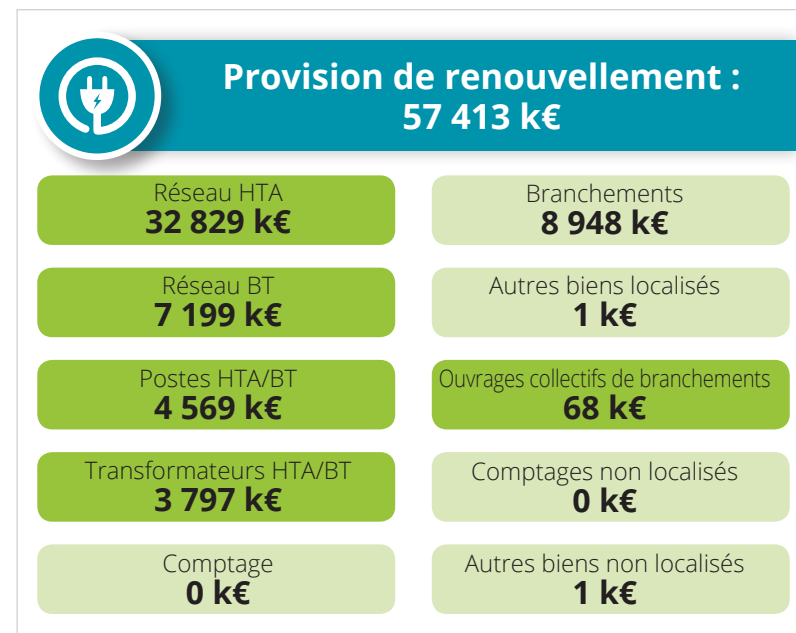 Provision de renouvellement :
57 413 k€
Réseau HTA
32 829 k€
Branchements
8 948 k€
Réseau BT
7 199 k€
Autres biens localisés
1 k€
Postes HTA/BT
4 569 k€
Ouvrages collectifs de branchements
68 k€
Transformateurs HTA/BT
3 797 k€
Comptages non localisés
0 k€
Comptage
0 k€
Autres biens non localisés
1 k€